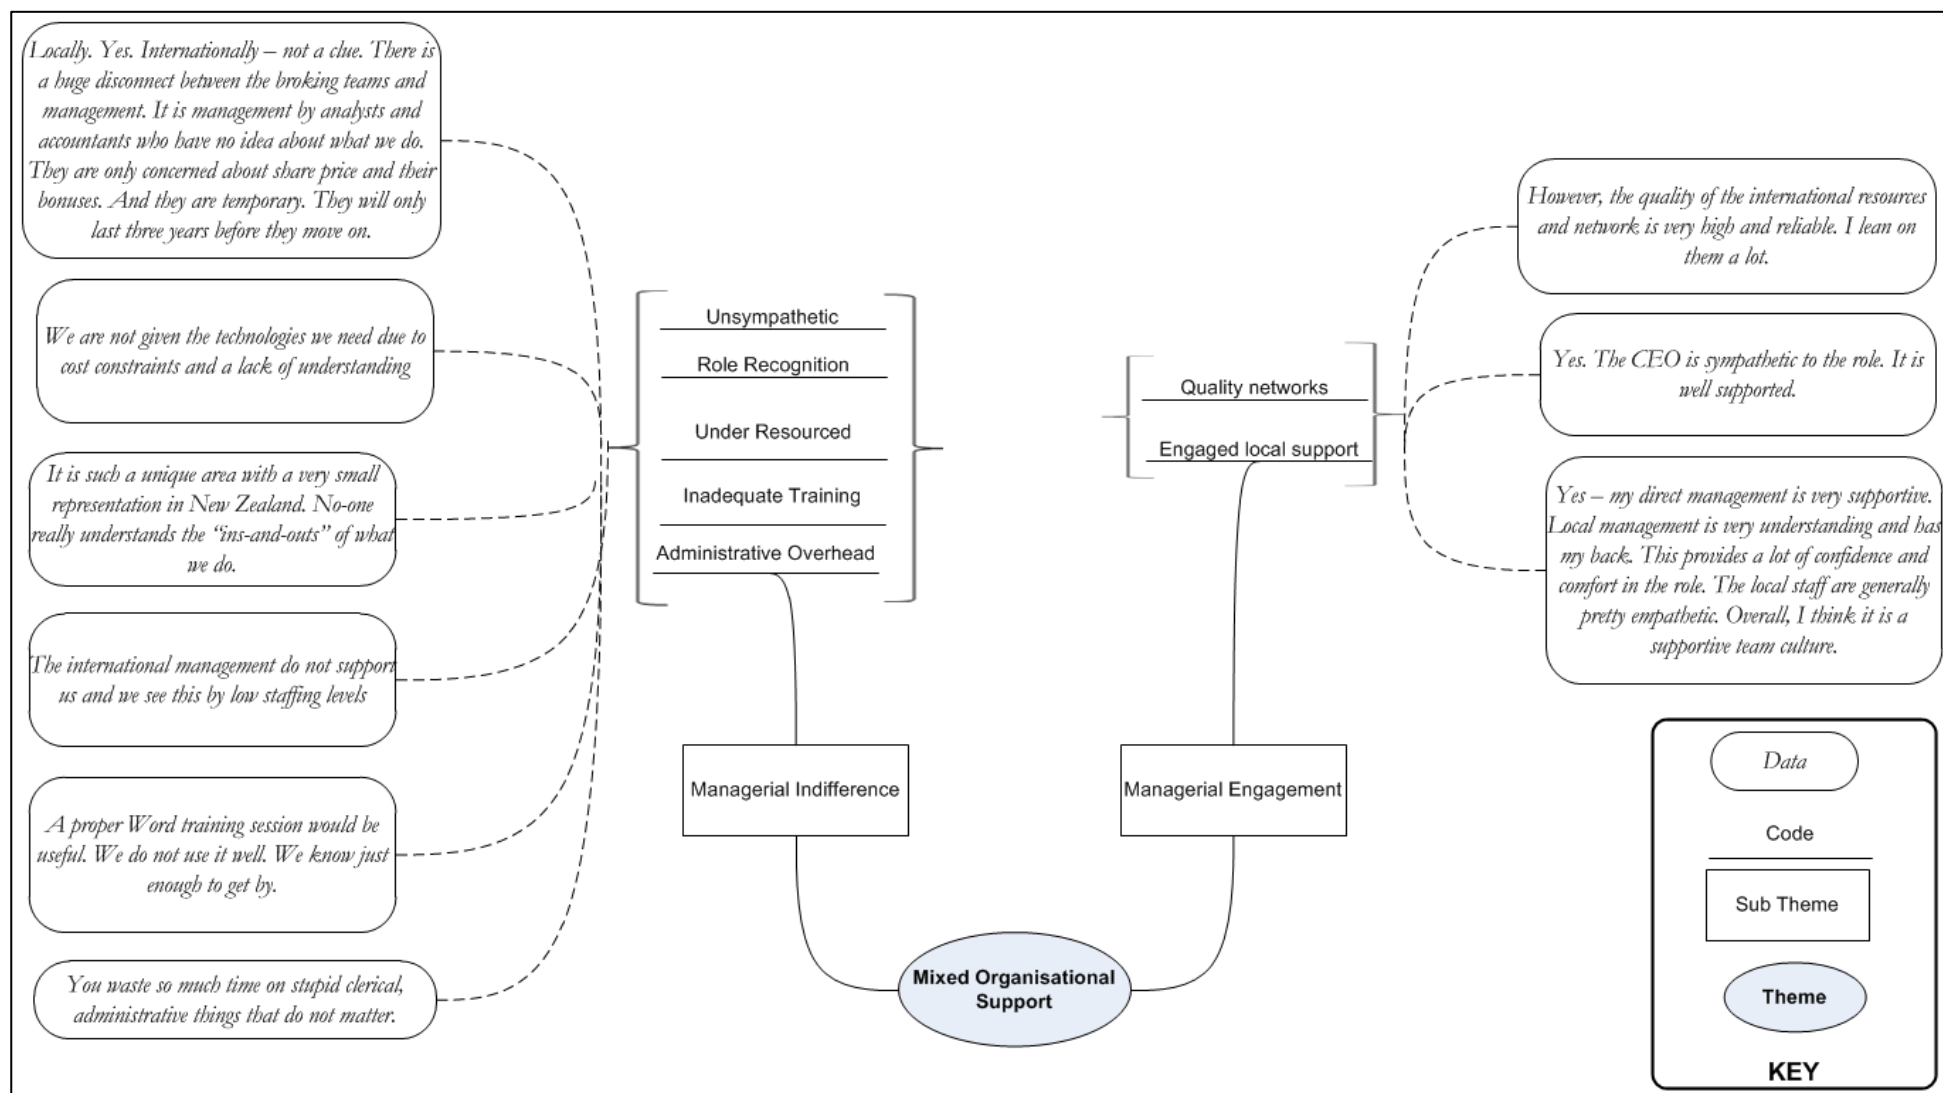 Locally. Yes. Internationally – not a clue. There is
a huge disconnect between the broking teams and
management. It is management by analysts and
accountants who have no idea about what we do.
They are only concerned about share price and their
bonuses. And they are temporary. They will only
last three years before they move on.
We are not given the technologies we need due to
cost constraints and a lack of understanding
It is such a unique area with a very small
representation in New Zealand. No-one
really understands the “ins-and-outs” of what
we do.
The international management do not support
us and we see this by low staffing levels
A proper Word training session would be
useful. We do not use it well. We know just
enough to get by.
You waste so much time on stupid clerical,
administrative things that do not matter.
Unsympathetic
Role Recognition
Under Resourced
Inadequate Training
Administrative Overhead
Managerial Indifference
Quality networks
Engaged local support
Managerial Engagement
Mixed Organisational
Support
However, the quality of the international resources
and network is very high and reliable. I lean on
them a lot.
Yes. The CEO is sympathetic to the role. It is
well supported.
Yes – my direct management is very supportive.
Local management is very understanding and has
my back. This provides a lot of confidence and
comfort in the role. The local staff are generally
pretty empathetic. Overall, I think it is a
supportive team culture.
Data
Code
Sub Theme
Theme
KEY